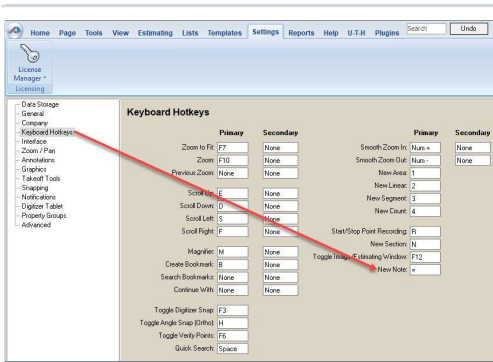 Home Page Tools View Estimating Lists Templates Settings Reports Help U-T-H Plugins Search Undo
License
Manager
Licensing
Data Storage
General
Company
Keyboard Hotkeys
Interface
Zoom / Pan
Annotations
Graphics
Takeoff Tools
Snapping
Notifications
Digitizer Tablet
Property Groups
Advanced
Keyboard Hotkeys
Primary Secondary
Zoom to Fit: F7 None
Zoom: F10 None
Previous Zoom: None None
Scroll Up: E None
Scroll Down: D None
Scroll Left: S None
Scroll Right: F None
Magnifier: M None
Create Bookmark: B None
Search Bookmarks: None None
Continue With: None None
Toggle Digitizer Snap: F3
Toggle Angle Snap (Ortho): H
Toggle Verify Points: F6
Quick Search: Space
Primary Secondary
Smooth Zoom In: Num + None
Smooth Zoom Out: Num - None
New Area: 1
New Linear: 2
New Segment: 3
New Count: 4
Start/Stop Point Recording: R
New Section: N
Toggle Image/Estimating Window: F12
New Note: =